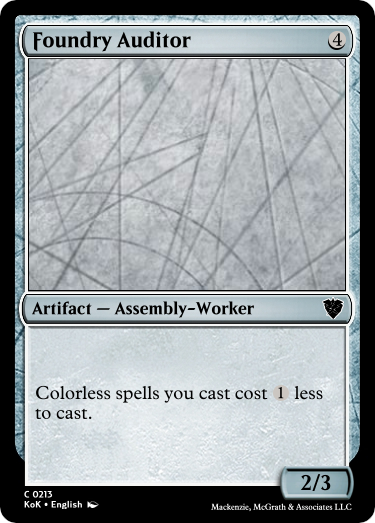 Foundry Auditor 4
Artifact — Assembly-Worker
Colorless spells you cast cost 1 less
to cast.
2/3
C 0213
KoK • English
Mackenzie, McGrath & Associates LLC